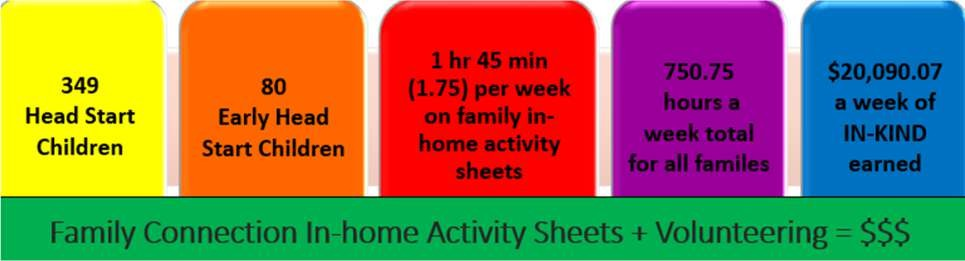 349
Head Start
Children
80
Early Head
Start Children
1 hr 45 min
(1.75) per week
on family in-
home activity
sheets
750.75
hours a
week total
for all familes
$20,090.07
a week of
IN-KIND
earned
Family Connection In-home Activity Sheets + Volunteering = $$$